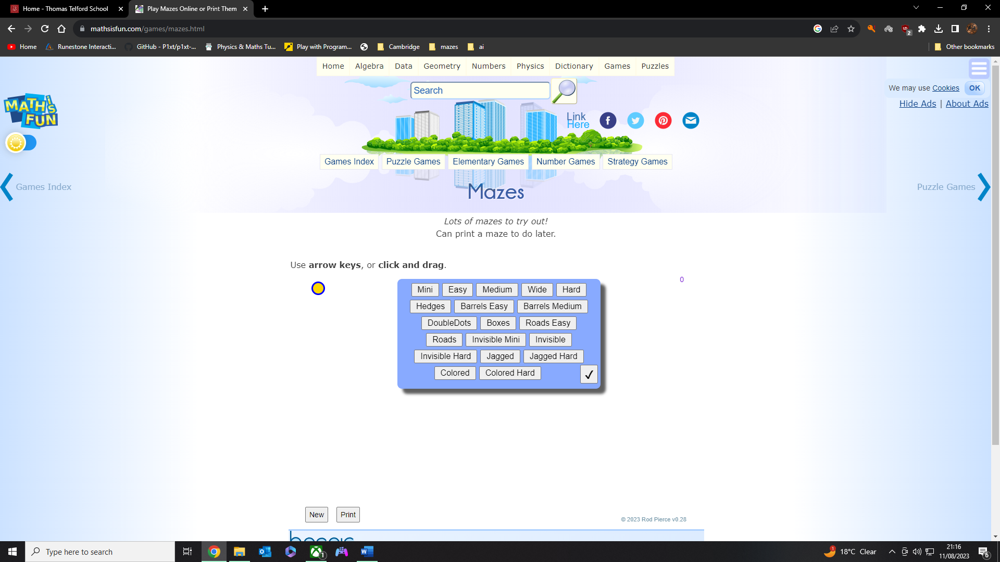 Home - Thomas Telford School
Play Mazes Online or Print Them
mathsisfun.com/games/mazes.html
2
Home
Runestone Interacti...
GitHub - P1xt/p1xt-...
Physics & Maths Tu...
Play with Program...
Cambridge
mazes
ai
Other bookmarks
Home Algebra Data Geometry Numbers Physics Dictionary Games Puzzles
Search
We may use Cookies OK
Hide Ads | About Ads
MATH is FUN
Link
Here
Games Index Puzzle Games Elementary Games Number Games Strategy Games
Games Index
Puzzle Games
Mazes
Lots of mazes to try out!
Can print a maze to do later.
Use arrow keys, or click and drag.
0
Mini Easy Medium Wide Hard
Hedges Barrels Easy Barrels Medium
DoubleDots Boxes Roads Easy
Roads Invisible Mini Invisible
Invisible Hard Jagged Jagged Hard
Colored Colored Hard
New Print
© 2023 Rod Pierce v0.28
Type here to search
1
1
18°C Clear
21:16
11/08/2023
6